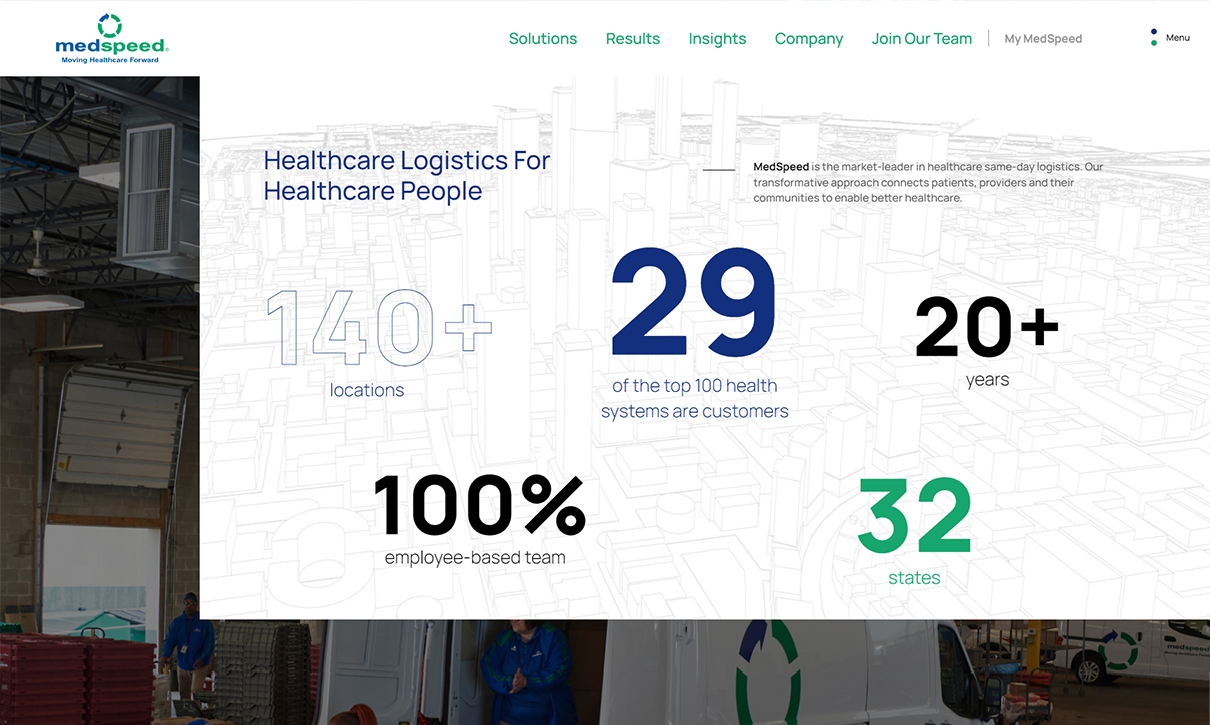 medspeed®
Moving Healthcare Forward
Solutions Results Insights Company Join Our Team My MedSpeed Menu
Healthcare Logistics For
Healthcare People
MedSpeed is the market-leader in healthcare same-day logistics. Our
transformative approach connects patients, providers and their
communities to enable better healthcare.
140+
locations
29
of the top 100 health
systems are customers
20+
years
100%
employee-based team
32
states
medspeed
Moving Healthcare Forward